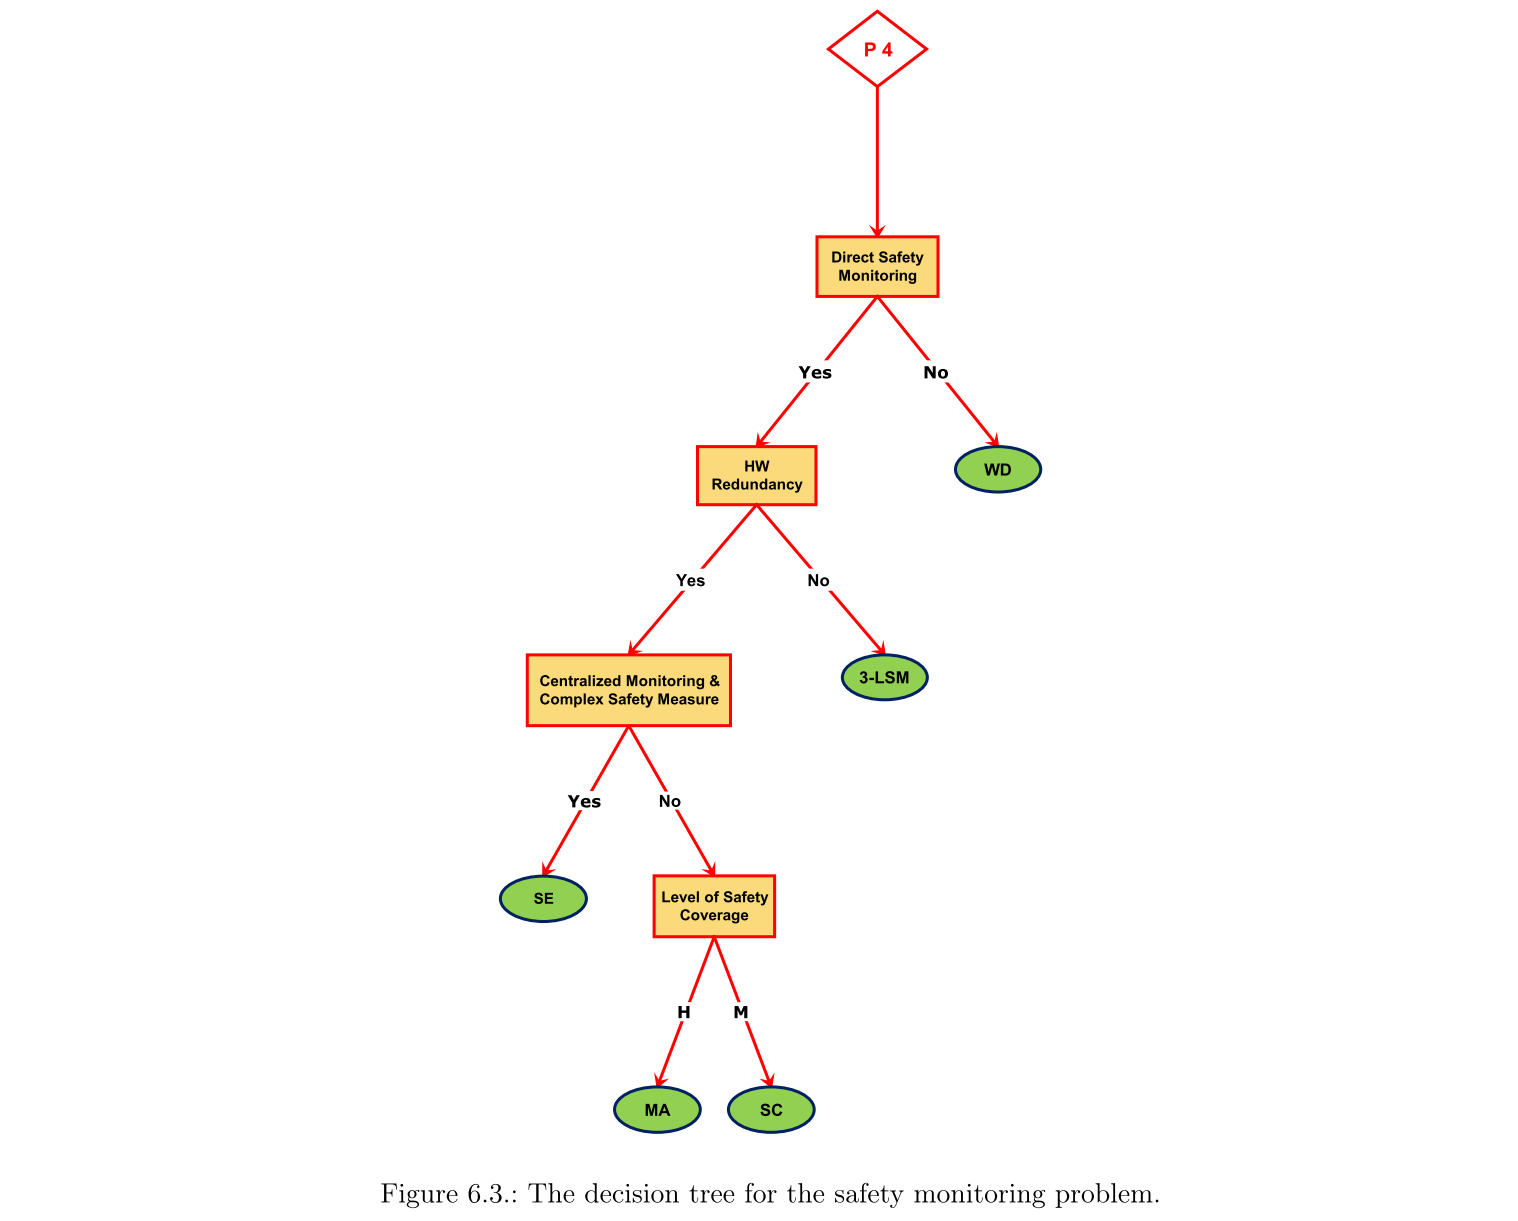 P 4
Direct Safety
Monitoring
Yes
No
HW
Redundancy
WD
Yes
No
Centralized Monitoring &
Complex Safety Measure
3-LSM
Yes
No
SE
Level of Safety
Coverage
H
M
MA
SC
Figure 6.3.: The decision tree for the safety monitoring problem.